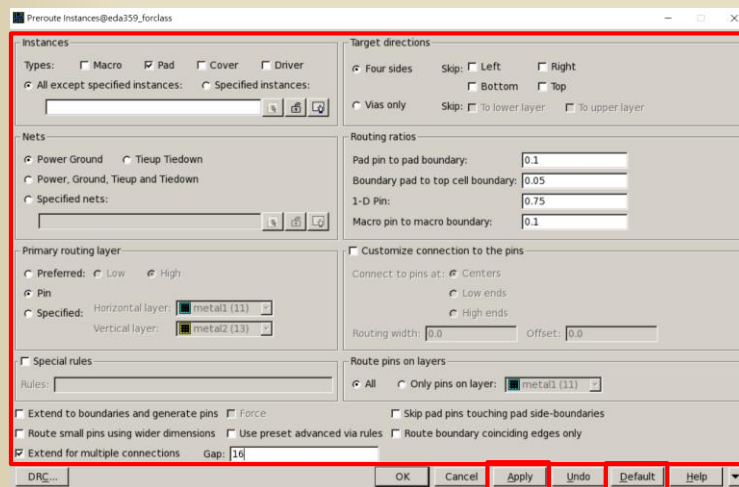 Preroute Instances@eda359_forclass
Instances
Types: Macro Pad Cover Driver
All except specified instances: Specified instances:
Nets
Power Ground Tieup Tiedown
Power, Ground, Tieup and Tiedown
Specified nets:
Primary routing layer
Preferred: Low High
Pin
Specified: Horizontal layer: metal1 (11)
Vertical layer: metal2 (13)
Special rules
Rules:
Target directions
Four sides Skip: Left Right
Bottom Top
Vias only Skip: To lower layer To upper layer
Routing ratios
Pad pin to pad boundary: 0.1
Boundary pad to top cell boundary: 0.05
1-D Pin: 0.75
Macro pin to macro boundary: 0.1
Customize connection to the pins
Connect to pins at: Centers
Low ends
High ends
Routing width: 0.0 Offset: 0.0
Route pins on layers
All Only pins on layer: metal1 (11)
Extend to boundaries and generate pins Force Skip pad pins touching pad side-boundaries
Route small pins using wider dimensions Use preset advanced via rules Route boundary coinciding edges only
Extend for multiple connections Gap: 16
DRC... OK Cancel Apply Undo Default Help